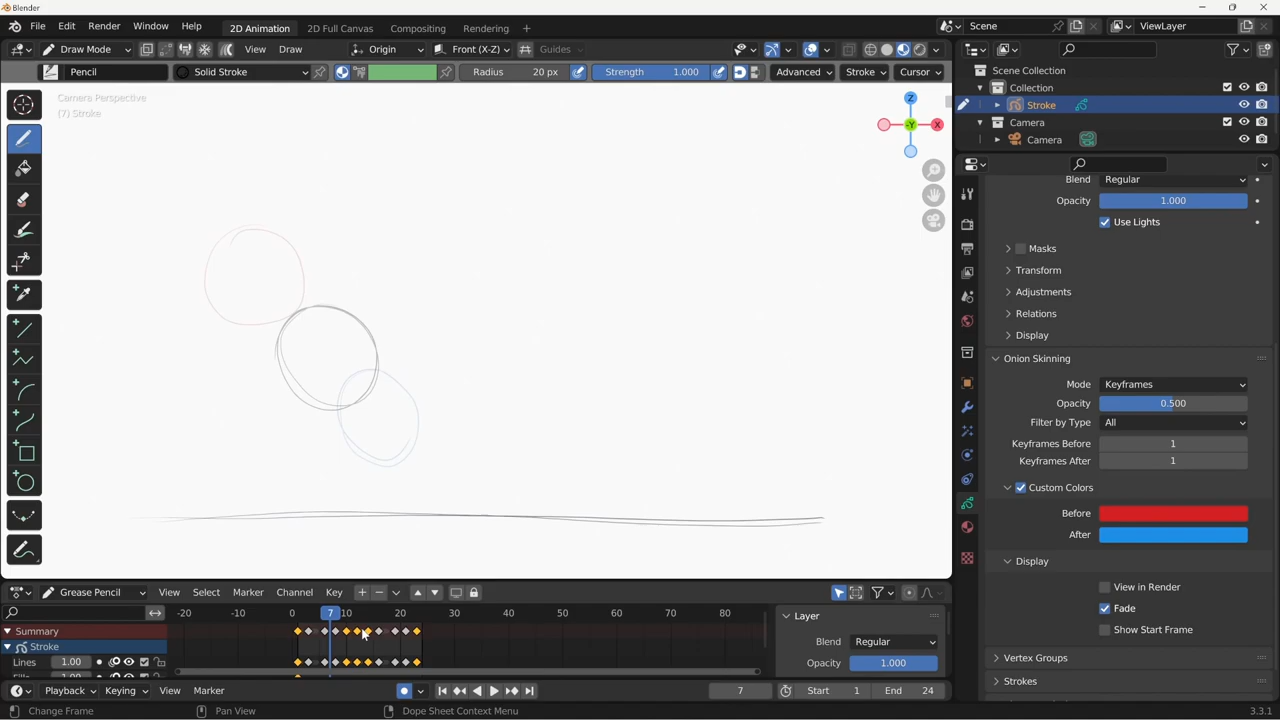 Blender
File Edit Render Window Help 2D Animation 2D Full Canvas Compositing Rendering + Scene ViewLayer
Draw Mode View Draw Origin Front (X-Z) Guides
Pencil Solid Stroke Radius 20 px Strength 1.000 Advanced Stroke Cursor
Camera Perspective
(7) Stroke
Z
-Y
X
Scene Collection
Collection
Stroke
Camera
Camera
Blend Regular
Opacity 1.000
Use Lights
Masks
Transform
Adjustments
Relations
Display
Onion Skinning
Mode Keyframes
Opacity 0.500
Filter by Type All
Keyframes Before 1
Keyframes After 1
Custom Colors
Before
After
Display
View in Render
Fade
Show Start Frame
Vertex Groups
Strokes
Grease Pencil View Select Marker Channel Key
-20 -10 0 7 10 20 30 40 50 60 70 80
Summary
Stroke
Lines 1.00
Layer
Blend Regular
Opacity 1.000
Playback Keying View Marker 7 Start 1 End 24
Change Frame Pan View Dope Sheet Context Menu 3.3.1